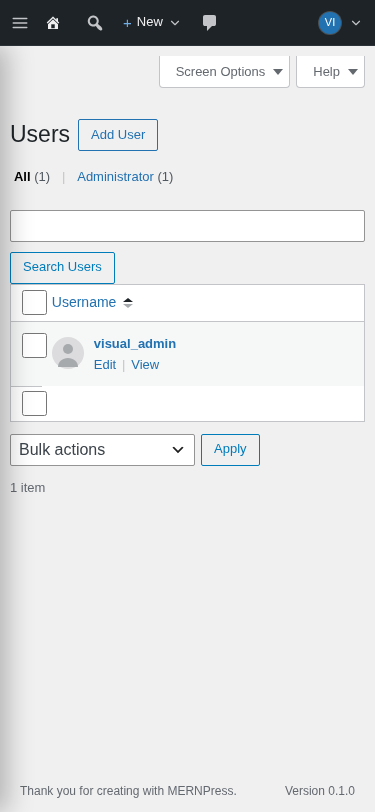 + New VI
Screen Options Help
Users Add User
All (1) | Administrator (1)
Search Users
Username
visual_admin
Edit | View
Bulk actions Apply
1 item
Thank you for creating with MERNPress. Version 0.1.0